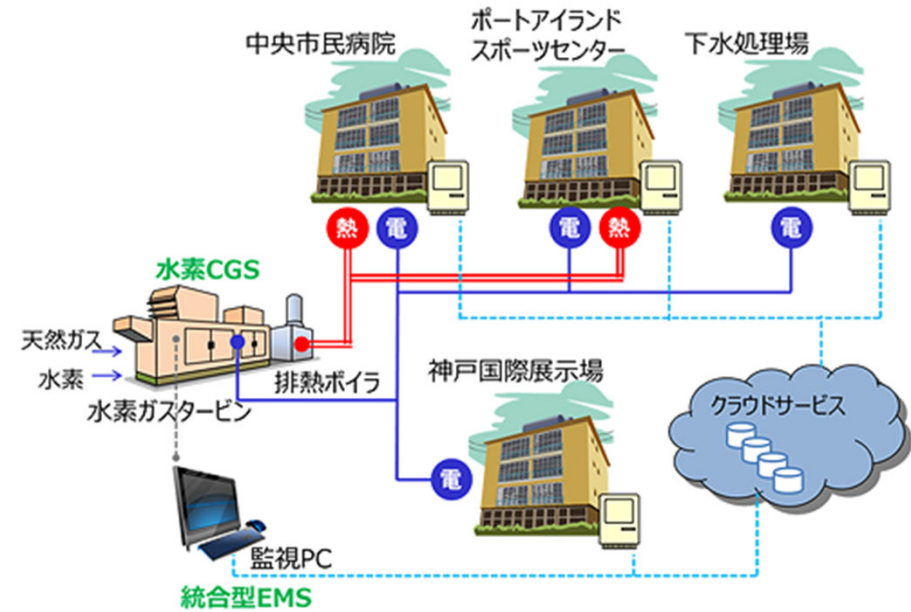 中央市民病院
ポートアイランド
スポーツセンター
下水処理場
熱
電
電
熱
電
水素CGS
天然ガス
水素
排熱ボイラ
水素ガスタービン
神戸国際展示場
クラウドサービス
電
監視PC
統合型EMS